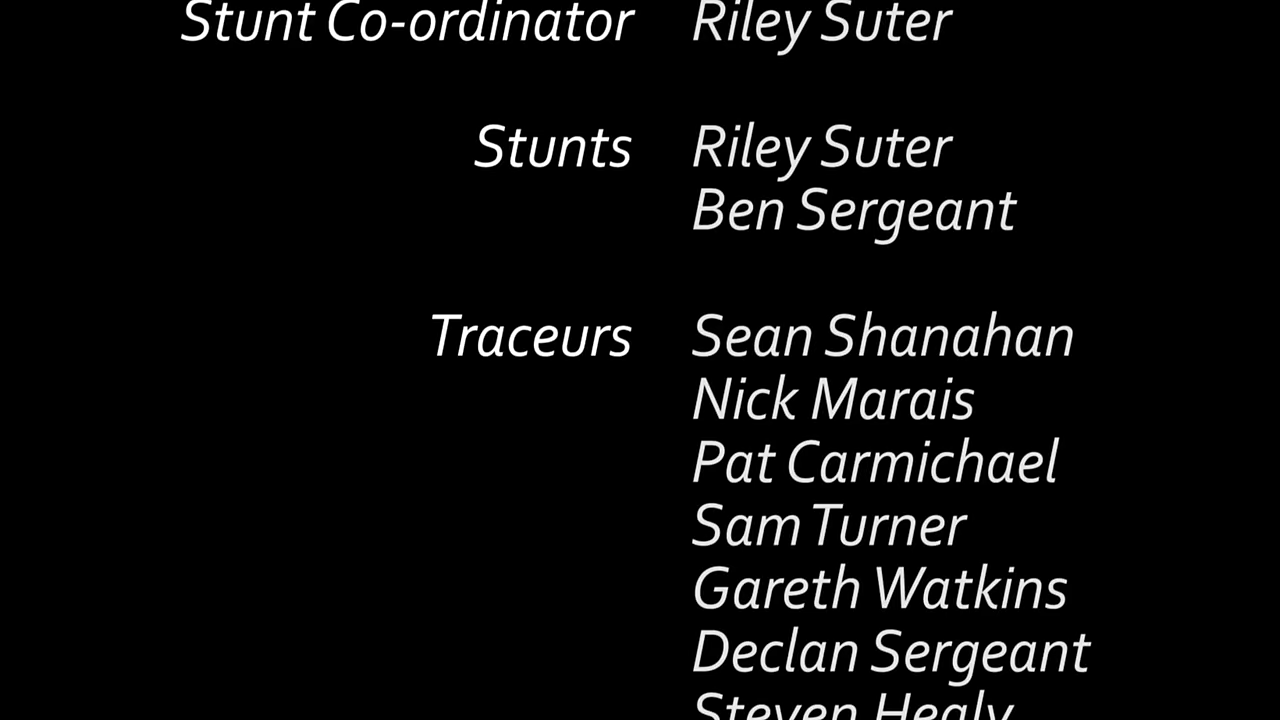 Stunt Co-ordinator Riley Suter
Stunts Riley Suter
Ben Sergeant
Traceurs Sean Shanahan
Nick Marais
Pat Carmichael
Sam Turner
Gareth Watkins
Declan Sergeant
Steven Healy